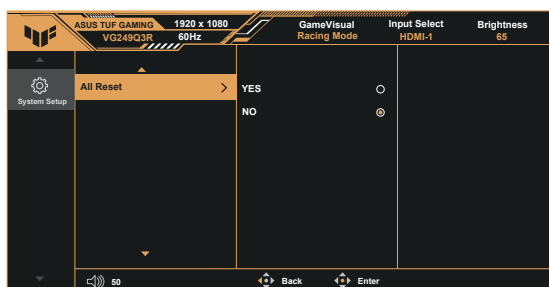 ASUS TUF GAMING 1920 x 1080 GameVisual Input Select Brightness
VG249Q3R 60Hz Racing Mode HDMI-1 65
System Setup
All Reset
YES
NO
50 Back Enter